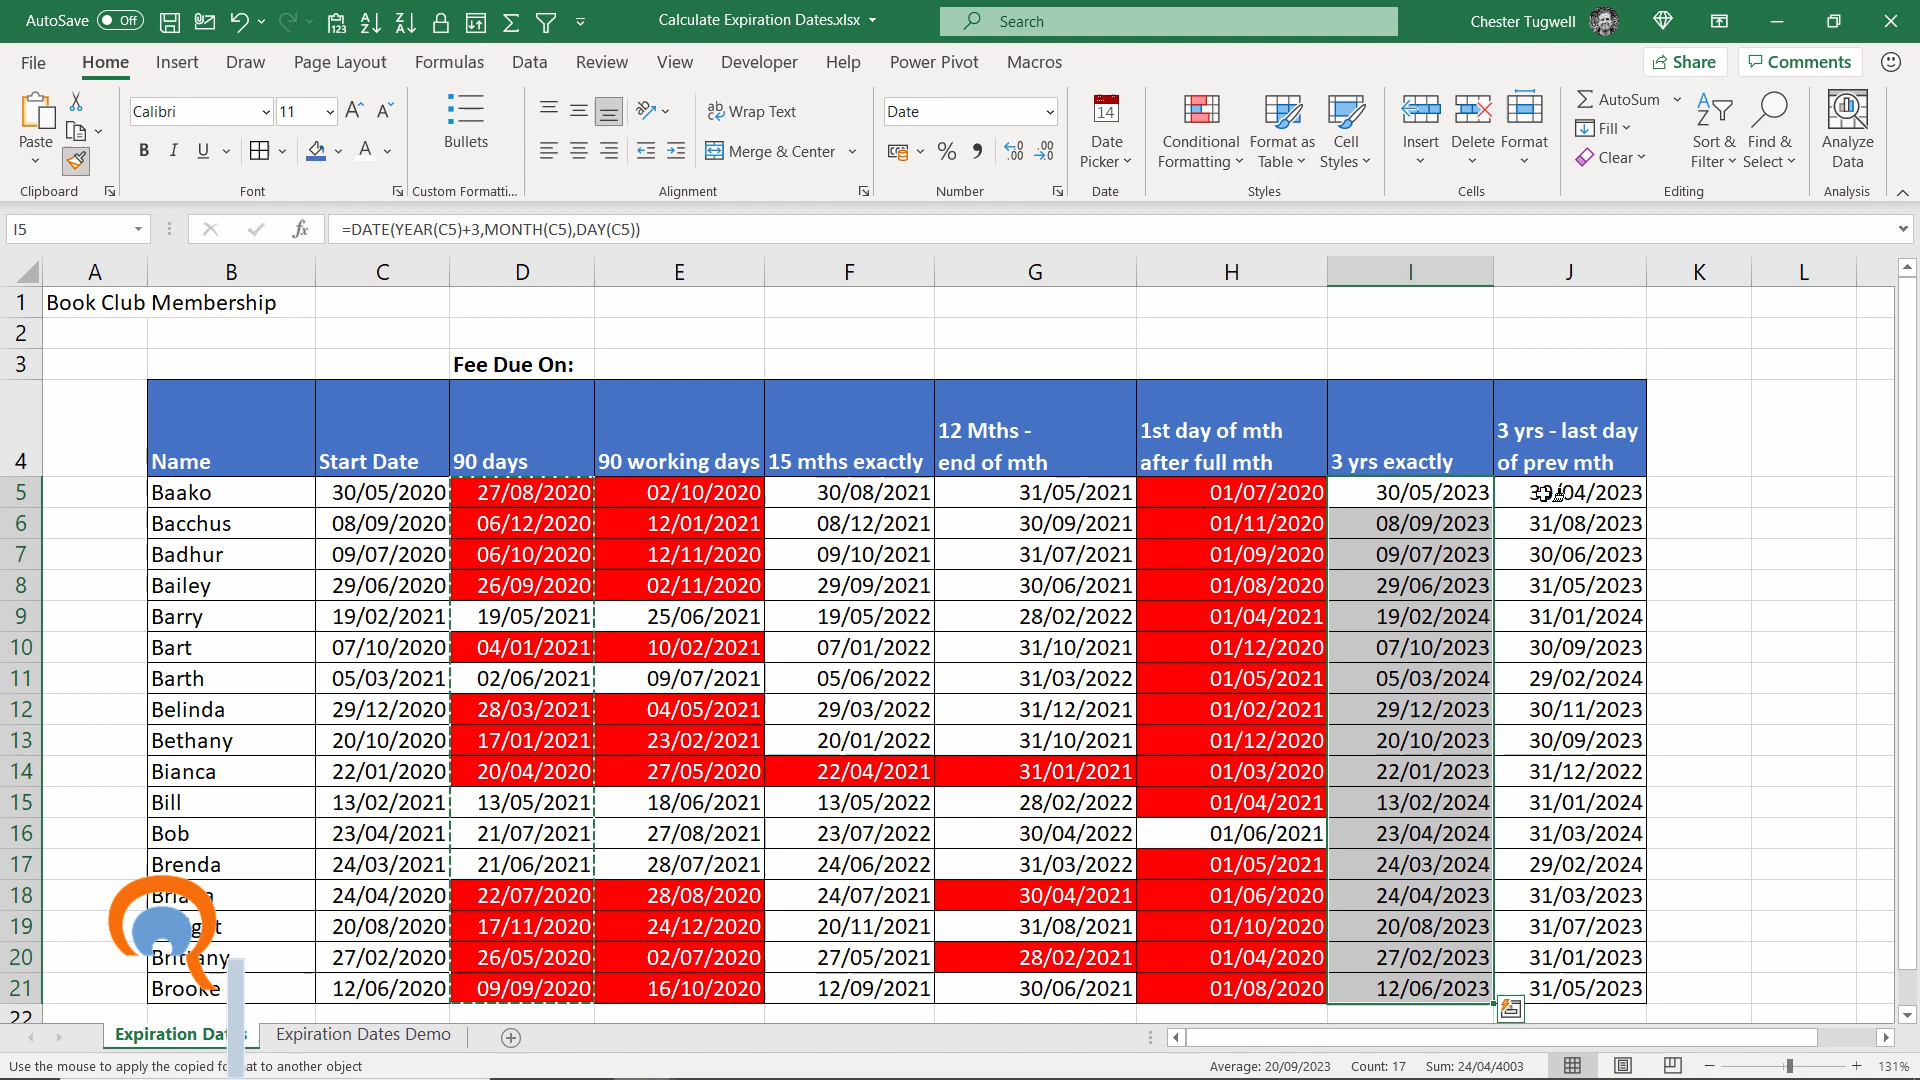 AutoSave Off Calculate Expiration Dates.xlsx Search Chester Tugwell
File Home Insert Draw Page Layout Formulas Data Review View Developer Help Power Pivot Macros Share Comments
Calibri 11 Wrap Text Date 14 AutoSum
Paste Bullets Merge & Center Date Picker Conditional Formatting Format as Table Cell Styles Insert Delete Format Fill Clear Sort & Filter Find & Select Analyze Data
Clipboard Font Custom Formatti... Alignment Number Date Styles Cells Editing Analysis
I5 fx =DATE(YEAR(C5)+3,MONTH(C5),DAY(C5))
A B C D E F G H I J K L
1 Book Club Membership
2
3 Fee Due On:
4 Name Start Date 90 days 90 working days 15 mths exactly 12 Mths - end of mth 1st day of mth after full mth 3 yrs exactly 3 yrs - last day of prev mth
5 Baako 30/05/2020 27/08/2020 02/10/2020 30/08/2021 31/05/2021 01/07/2020 30/05/2023 30/04/2023
6 Bacchus 08/09/2020 06/12/2020 12/01/2021 08/12/2021 30/09/2021 01/11/2020 08/09/2023 31/08/2023
7 Badhur 09/07/2020 06/10/2020 12/11/2020 09/10/2021 31/07/2021 01/09/2020 09/07/2023 30/06/2023
8 Bailey 29/06/2020 26/09/2020 02/11/2020 29/09/2021 30/06/2021 01/08/2020 29/06/2023 31/05/2023
9 Barry 19/02/2021 19/05/2021 25/06/2021 19/05/2022 28/02/2022 01/04/2021 19/02/2024 31/01/2024
10 Bart 07/10/2020 04/01/2021 10/02/2021 07/01/2022 31/10/2021 01/12/2020 07/10/2023 30/09/2023
11 Barth 05/03/2021 02/06/2021 09/07/2021 05/06/2022 31/03/2022 01/05/2021 05/03/2024 29/02/2024
12 Belinda 29/12/2020 28/03/2021 04/05/2021 29/03/2022 31/12/2021 01/02/2021 29/12/2023 30/11/2023
13 Bethany 20/10/2020 17/01/2021 23/02/2021 20/01/2022 31/10/2021 01/12/2020 20/10/2023 30/09/2023
14 Bianca 22/01/2020 20/04/2020 27/05/2020 22/04/2021 31/01/2021 01/03/2020 22/01/2023 31/12/2022
15 Bill 13/02/2021 13/05/2021 18/06/2021 13/05/2022 28/02/2022 01/04/2021 13/02/2024 31/01/2024
16 Bob 23/04/2021 21/07/2021 27/08/2021 23/07/2022 30/04/2022 01/06/2021 23/04/2024 31/03/2024
17 Brenda 24/03/2021 21/06/2021 28/07/2021 24/06/2022 31/03/2022 01/05/2021 24/03/2024 29/02/2024
18 24/04/2020 22/07/2020 28/08/2020 24/07/2021 30/04/2021 01/06/2020 24/04/2023 31/03/2023
19 20/08/2020 17/11/2020 24/12/2020 20/11/2021 31/08/2021 01/10/2020 20/08/2023 31/07/2023
20 Brittany 27/02/2020 26/05/2020 02/07/2020 27/05/2021 28/02/2021 01/04/2020 27/02/2023 31/01/2023
21 Brooke 12/06/2020 09/09/2020 16/10/2020 12/09/2021 30/06/2021 01/08/2020 12/06/2023 31/05/2023
22
Expiration Dates Expiration Dates Demo
Use the mouse to apply the copied format to another object Average: 20/09/2023 Count: 17 Sum: 24/04/4003 131%